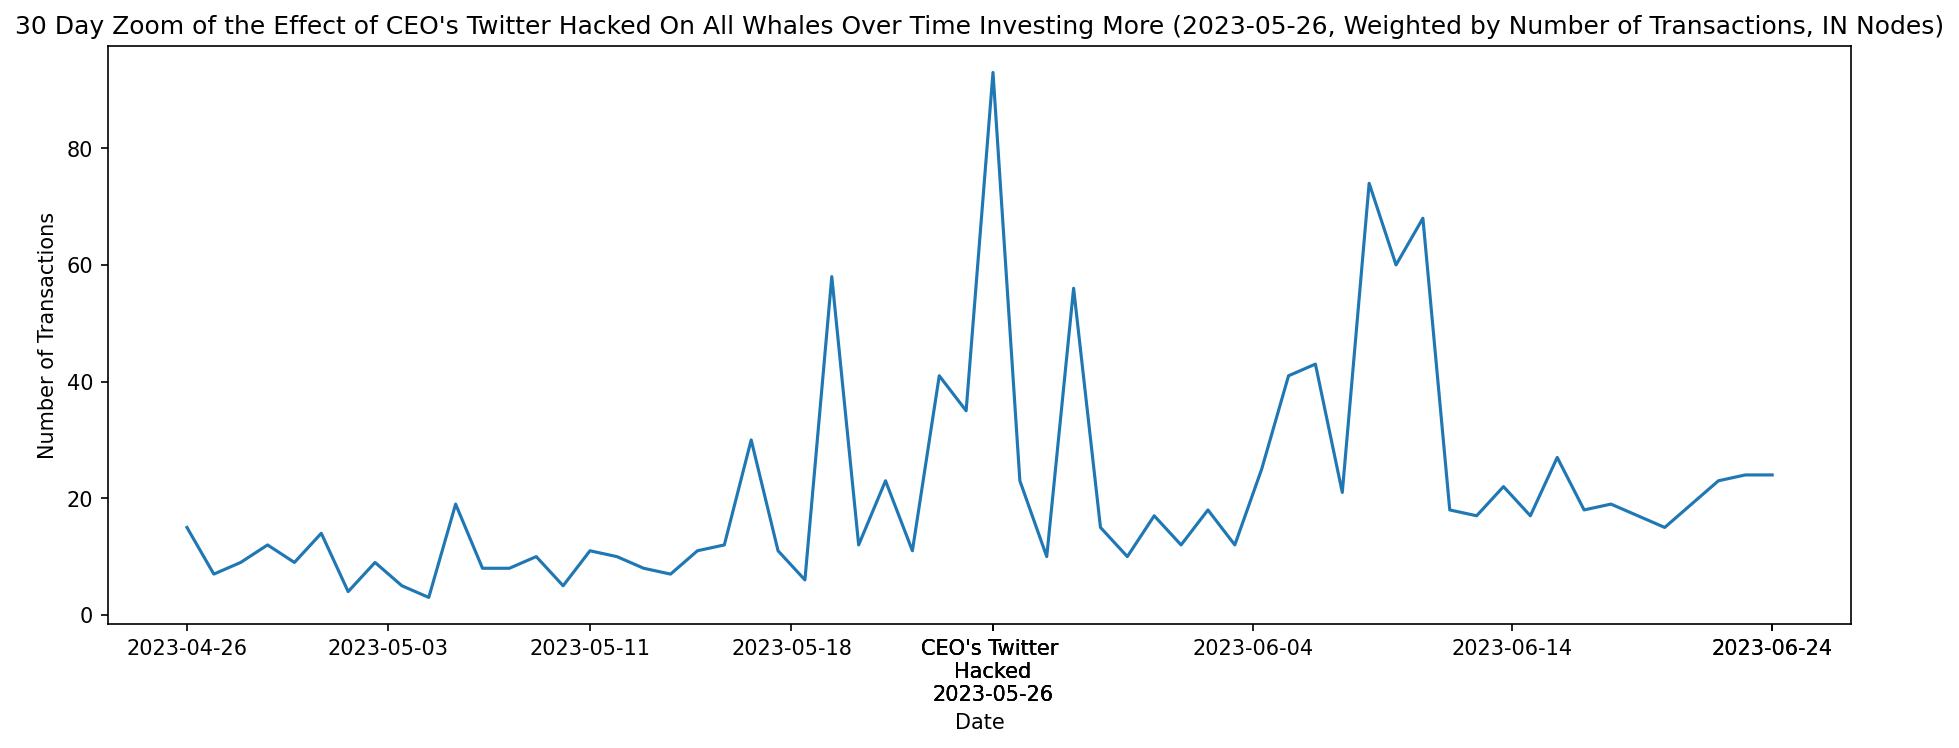 30 Day Zoom of the Effect of CEO's Twitter Hacked On All Whales Over Time Investing More (2023-05-26, Weighted by Number of Transactions, IN Nodes)
Number of Transactions
80
60
40
20
0
2023-04-26
2023-05-03
2023-05-11
2023-05-18
CEO's Twitter
Hacked
2023-05-26
2023-06-04
2023-06-14
2023-06-24
Date